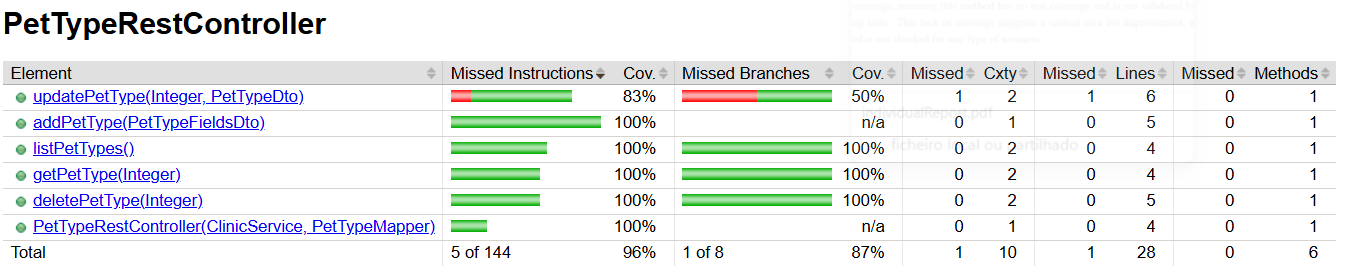 PetTypeRestController
Element Missed Instructions Cov. Missed Branches Cov. Missed Cxty Missed Lines Missed Methods
updatePetType(Integer, PetTypeDto) 83% 50% 1 2 1 6 0 1
addPetType(PetTypeFieldsDto) 100% n/a 0 1 0 5 0 1
listPetTypes() 100% 100% 0 2 0 4 0 1
getPetType(Integer) 100% 100% 0 2 0 4 0 1
deletePetType(Integer) 100% 100% 0 2 0 5 0 1
PetTypeRestController(ClinicService, PetTypeMapper) 100% n/a 0 1 0 4 0 1
Total 5 of 144 96% 1 of 8 87% 1 10 1 28 0 6
ficheiro local ou partilhado